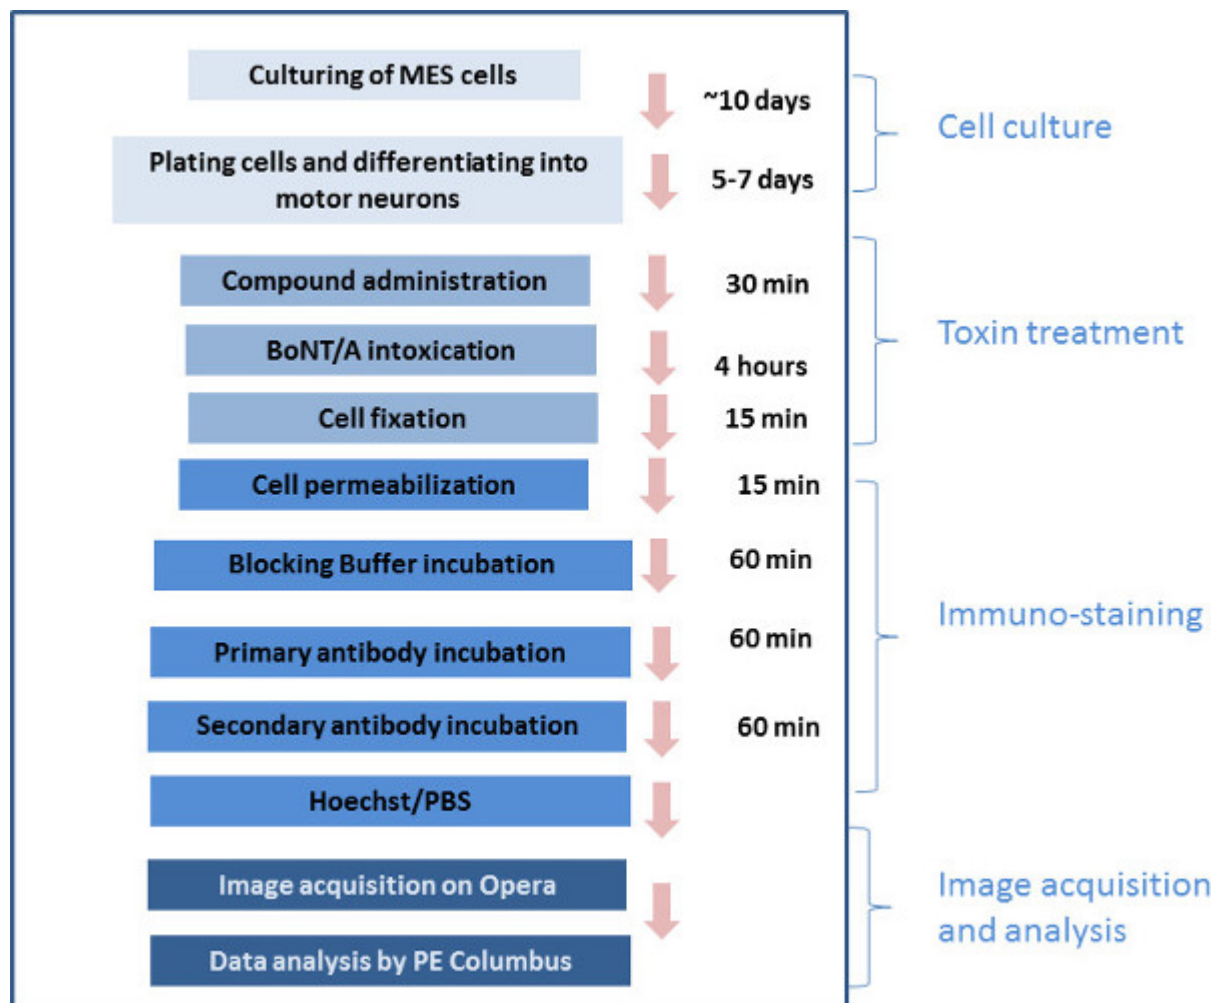 Culturing of MES cells
~10 days
Cell culture
Plating cells and differentiating into
motor neurons
5-7 days
Compound administration
30 min
Toxin treatment
BoNT/A intoxication
4 hours
Cell fixation
15 min
Cell permeabilization
15 min
Blocking Buffer incubation
60 min
Immuno-staining
Primary antibody incubation
60 min
Secondary antibody incubation
60 min
Hoechst/PBS
Image acquisition on Opera
Image acquisition
and analysis
Data analysis by PE Columbus